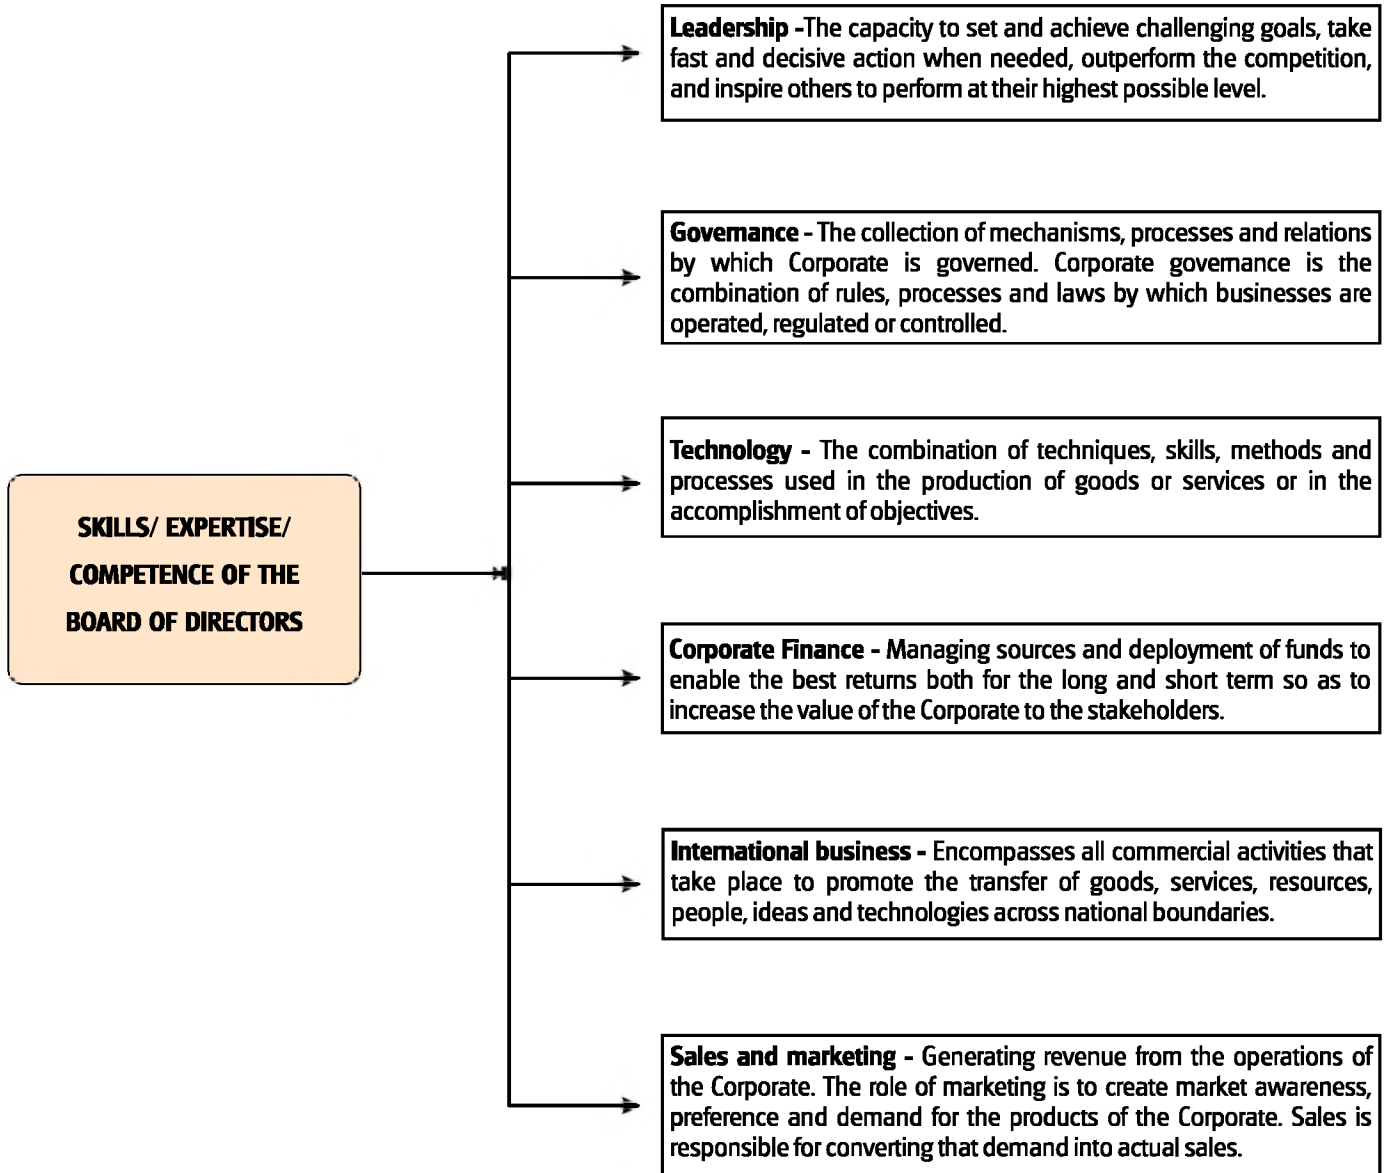 Leadership -The capacity to set and achieve challenging goals, take
fast and decisive action when needed, outperform the competition,
and inspire others to perform at their highest possible level.
Governance - The collection of mechanisms, processes and relations
by which Corporate is governed. Corporate governance is the
combination of rules, processes and laws by which businesses are
operated, regulated or controlled.
Technology - The combination of techniques, skills, methods and
processes used in the production of goods or services or in the
accomplishment of objectives.
SKILLS/ EXPERTISE/
COMPETENCE OF THE
BOARD OF DIRECTORS
Corporate Finance - Managing sources and deployment of funds to
enable the best returns both for the long and short term so as to
increase the value of the Corporate to the stakeholders.
International business - Encompasses all commercial activities that
take place to promote the transfer of goods, services, resources,
people, ideas and technologies across national boundaries.
Sales and marketing - Generating revenue from the operations of
the Corporate. The role of marketing is to create market awareness,
preference and demand for the products of the Corporate. Sales is
responsible for converting that demand into actual sales.